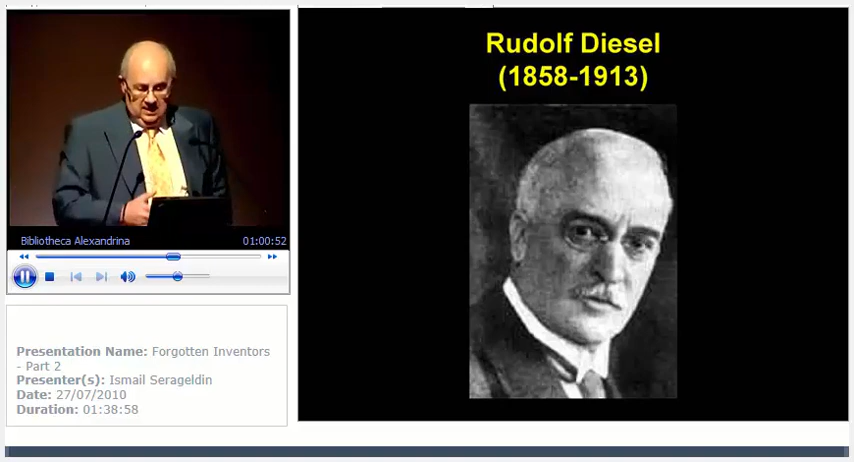 Rudolf Diesel
(1858-1913)
Bibliotheca Alexandrina 01:00:52
Presentation Name: Forgotten Inventors
- Part 2
Presenter(s): Ismail Serageldin
Date: 27/07/2010
Duration: 01:38:58